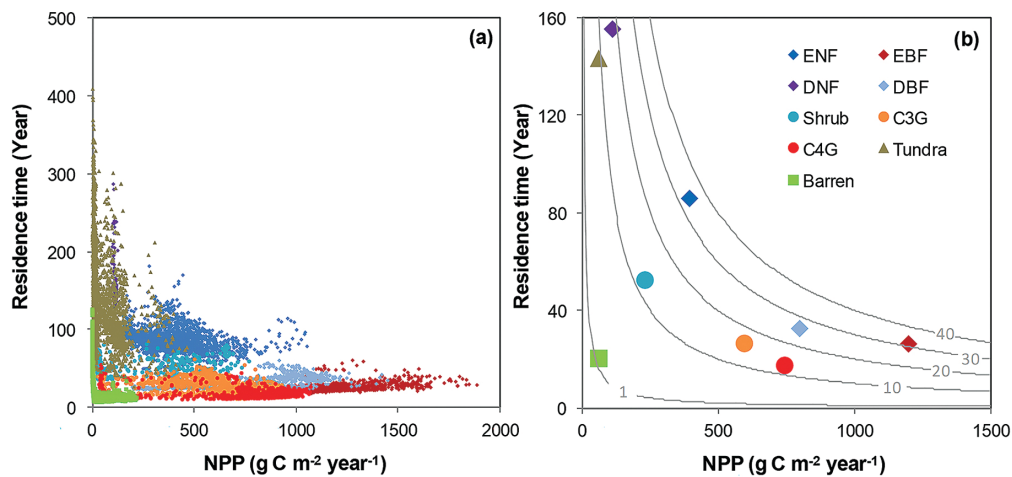 500
400
300
200
100
0
Residence time (Year)
(a)
0 500 1000 1500 2000
NPP (g C m-2 year-1)
160
120
80
40
0
Residence time (Year)
(b)
ENF EBF
DNF DBF
Shrub C3G
C4G Tundra
Barren
40
30
20
10
1
0 500 1000 1500
NPP (g C m-2 year-1)